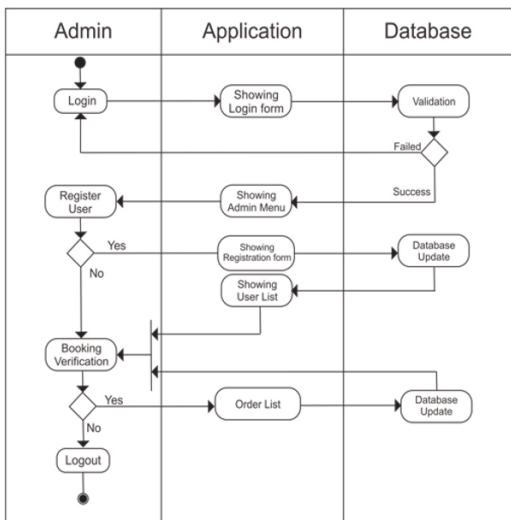 Admin
Application
Database
Login
Showing
Login form
Validation
Failed
Success
Register
User
Showing
Admin Menu
Yes
Showing
Registration form
Database
Update
No
Showing
User List
Booking
Verification
Yes
Order List
Database
Update
No
Logout